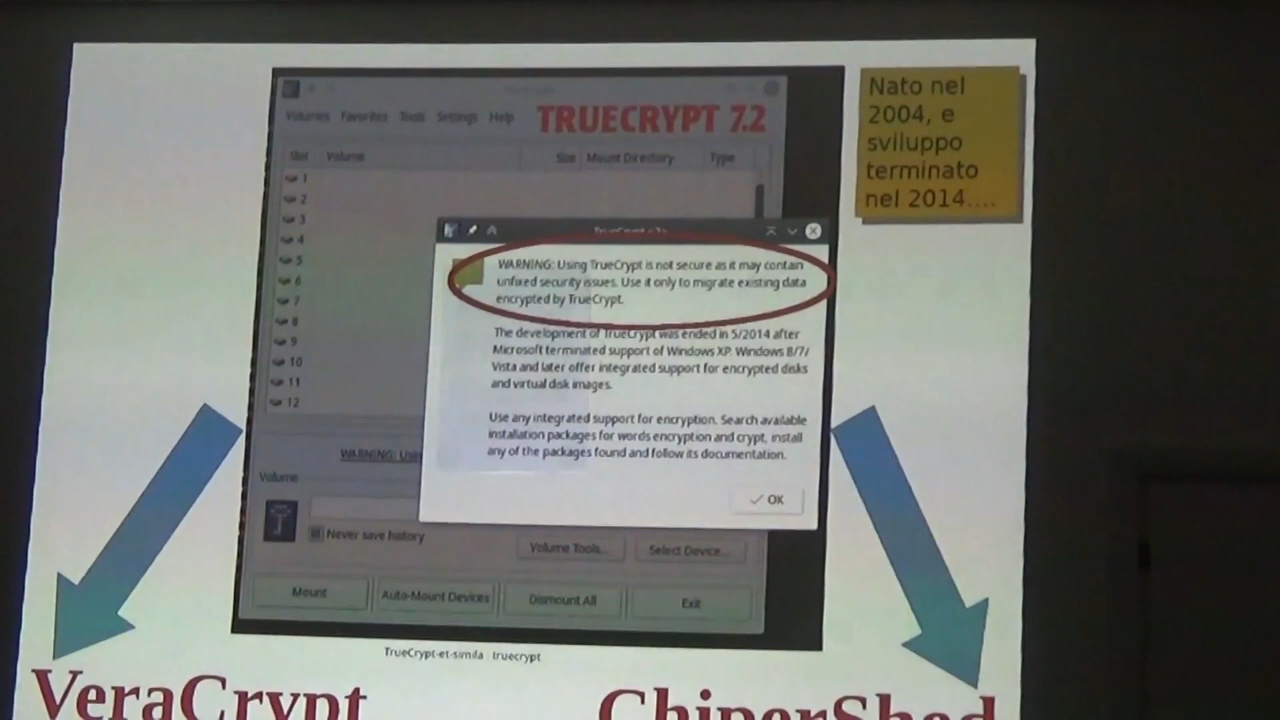 Nato nel
2004, e
sviluppo
terminato
nel 2014....
Volumes Favorites Tools Settings Help
TRUECRYPT 7.2
Slot Volume Size Mount Directory Type
1
2
3
4
5
6
7
8
9
10
11
12
WARNING: Using TrueCrypt is not secure as it may contain
unfixed security issues. Use it only to migrate existing data
encrypted by TrueCrypt.
The development of TrueCrypt was ended in 5/2014 after
Microsoft terminated support of Windows XP. Windows 8/7/
Vista and later offer integrated support for encrypted disks
and virtual disk images.
Use any integrated support for encryption. Search available
installation packages for words encryption and crypt, install
any of the packages found and follow its documentation.
OK
WARNING: Usin
Volume
Never save history
Volume Tools... Select Device...
Mount Auto-Mount Devices Dismount All Exit
TrueCrypt-et-simila truecrypt
VeraCrypt ChiperShed